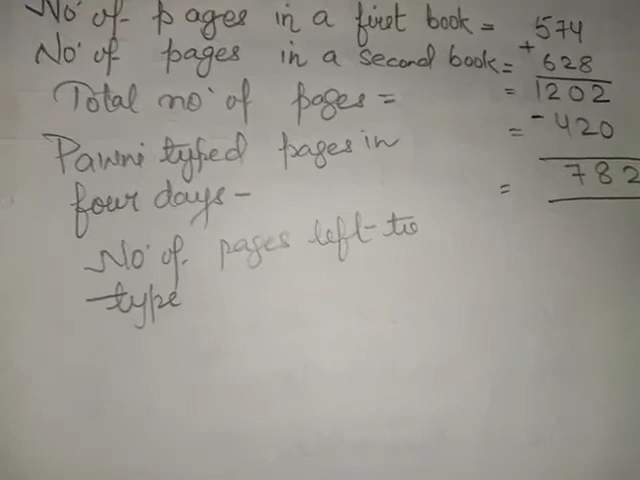 No. of pages in a first book = 574
No. of pages in a second book = + 628
Total no. of pages = = 1202
Pawni typed pages in = - 420
four days - = 782
No. of pages left to
type